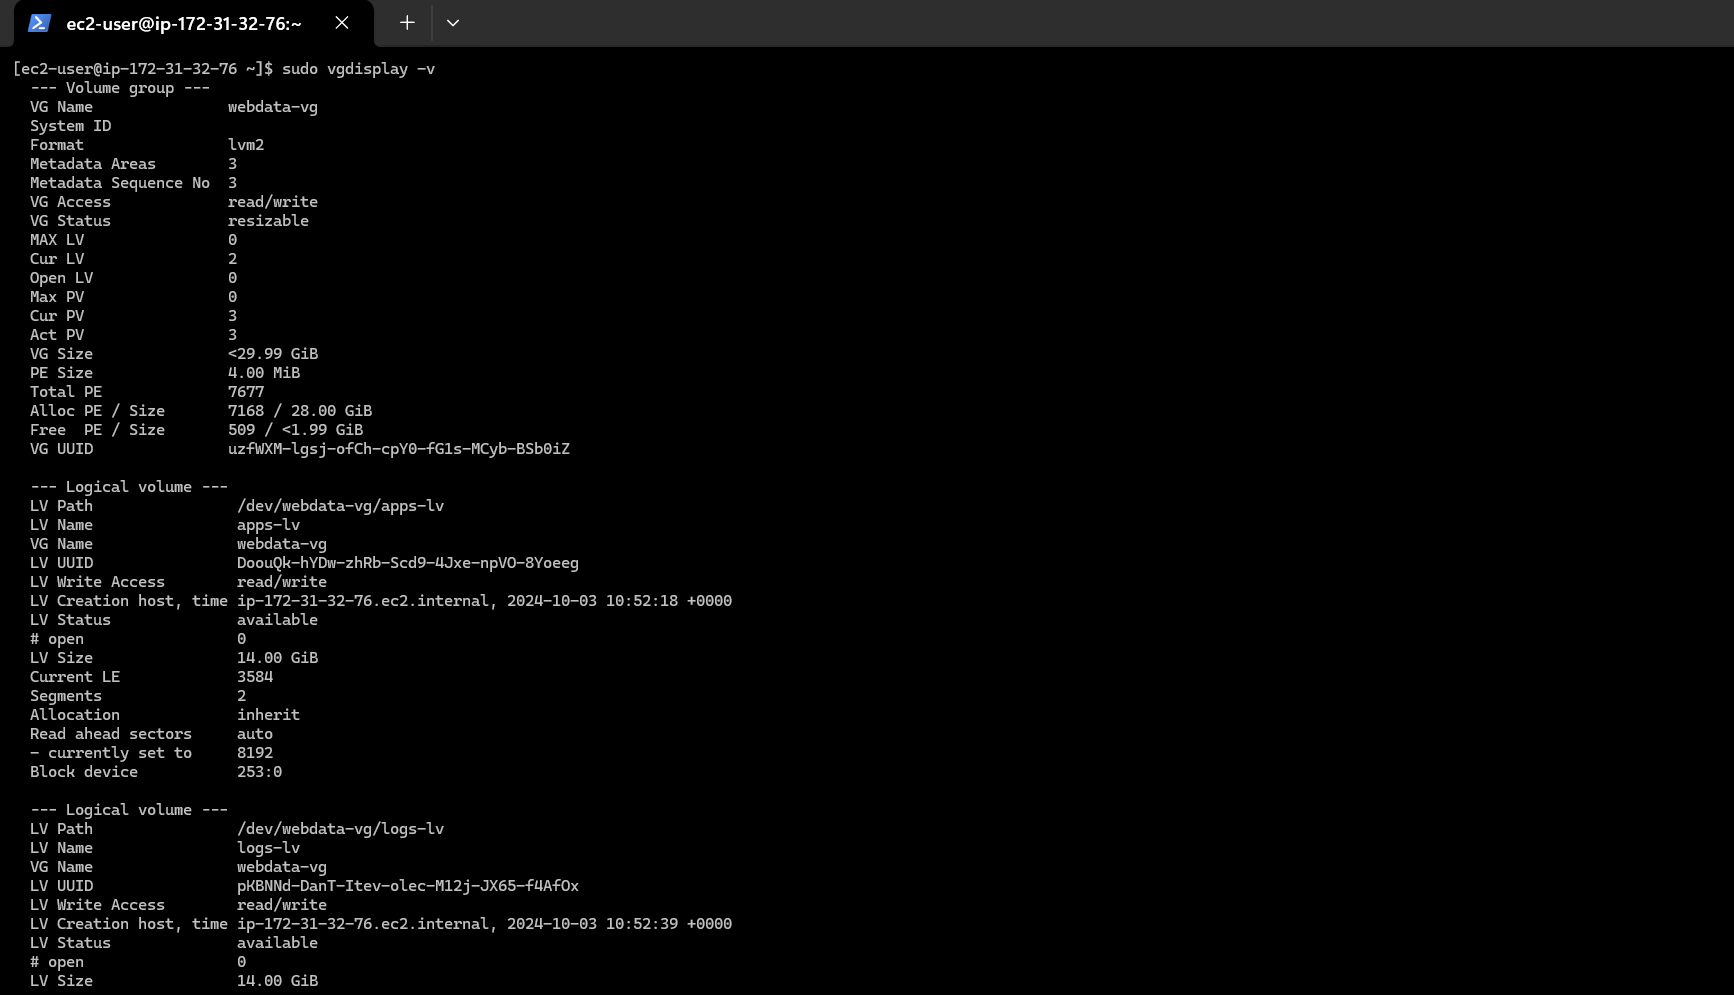 ec2-user@ip-172-31-32-76:~
[ec2-user@ip-172-31-32-76 ~]$ sudo vgdisplay -v
--- Volume group ---
VG Name webdata-vg
System ID
Format lvm2
Metadata Areas 3
Metadata Sequence No 3
VG Access read/write
VG Status resizable
MAX LV 0
Cur LV 2
Open LV 0
Max PV 0
Cur PV 3
Act PV 3
VG Size <29.99 GiB
PE Size 4.00 MiB
Total PE 7677
Alloc PE / Size 7168 / 28.00 GiB
Free  PE / Size 509 / <1.99 GiB
VG UUID uzfWXM-lgsj-ofCh-cpY0-fG1s-MCyb-BSb0iZ
--- Logical volume ---
LV Path /dev/webdata-vg/apps-lv
LV Name apps-lv
VG Name webdata-vg
LV UUID DoouQk-hYDw-zhRb-Scd9-4Jxe-npVO-8Yoeeg
LV Write Access read/write
LV Creation host, time ip-172-31-32-76.ec2.internal, 2024-10-03 10:52:18 +0000
LV Status available
# open 0
LV Size 14.00 GiB
Current LE 3584
Segments 2
Allocation inherit
Read ahead sectors auto
- currently set to 8192
Block device 253:0
--- Logical volume ---
LV Path /dev/webdata-vg/logs-lv
LV Name logs-lv
VG Name webdata-vg
LV UUID pKBNNd-DanT-Itev-olec-M12j-JX65-f4AfOx
LV Write Access read/write
LV Creation host, time ip-172-31-32-76.ec2.internal, 2024-10-03 10:52:39 +0000
LV Status available
# open 0
LV Size 14.00 GiB